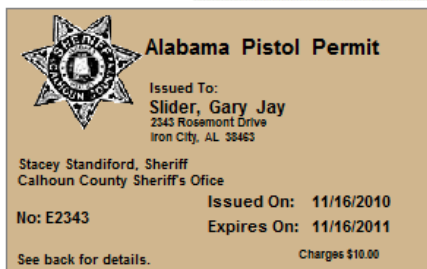 SHERIFF
CALHOUN COUNTY
Alabama Pistol Permit
Issued To:
Slider, Gary Jay
2343 Rosemont Drive
Iron City, AL 38463
Stacey Standiford, Sheriff
Calhoun County Sheriff's Ofice
Issued On: 11/16/2010
No: E2343
Expires On: 11/16/2011
See back for details.
Charges $10.00